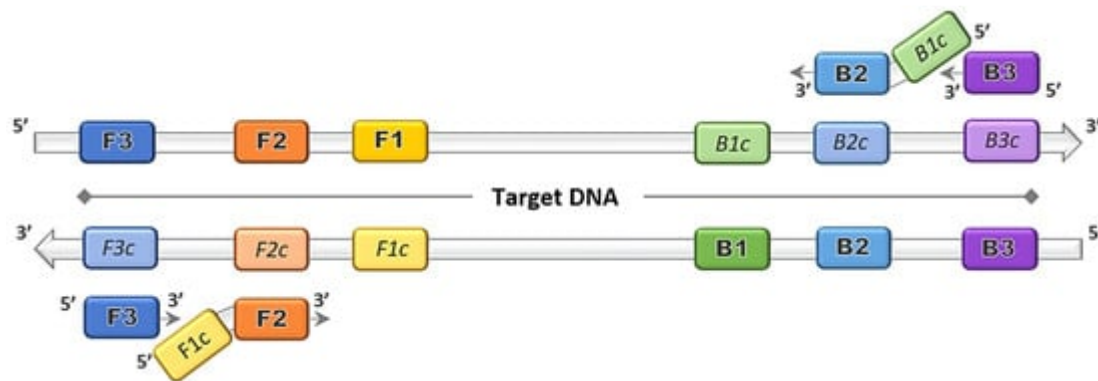 B1c 5’
B2 B3
3’ 3’ 5’
5’ F3 F2 F1 B1c B2c B3c 3’
Target DNA
3’ F3c F2c F1c B1 B2 B3 5’
5’ F3 3’ F2 3’
5’ F1c